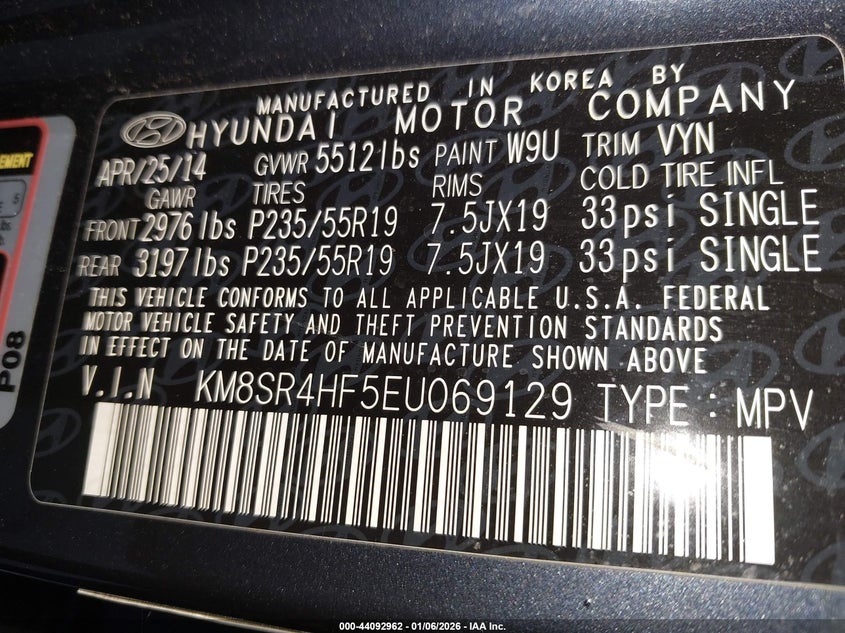 MANUFACTURED IN KOREA BY
HYUNDAI MOTOR COMPANY
APR/25/14 GVWR 5512lbs PAINT W9U TRIM VYN
GAWR TIRES RIMS COLD TIRE INFL
FRONT 2976lbs P235/55R19 7.5JX19 33psi SINGLE
REAR 3197lbs P235/55R19 7.5JX19 33psi SINGLE
THIS VEHICLE CONFORMS TO ALL APPLICABLE U.S.A. FEDERAL
MOTOR VEHICLE SAFETY AND THEFT PREVENTION STANDARDS
IN EFFECT ON THE DATE OF MANUFACTURE SHOWN ABOVE
V.I.N KM8SR4HF5EU069129 TYPE : MPV
P08
5
000-44092962 - 01/06/2026 - IAA Inc.